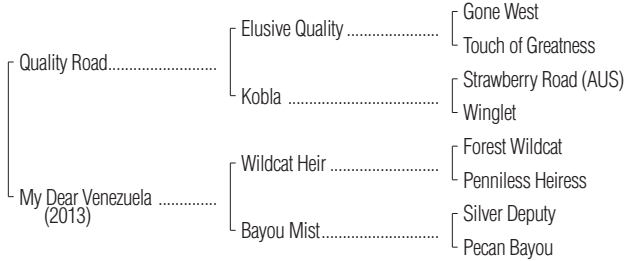 Gone West
Elusive Quality ......................
Touch of Greatness
Quality Road..........................
Strawberry Road (AUS)
Kobla ....................................
Winglet
Forest Wildcat
Wildcat Heir ..........................
Penniless Heiress
My Dear Venezuela ..............
(2013)
Silver Deputy
Bayou Mist............................
Pecan Bayou